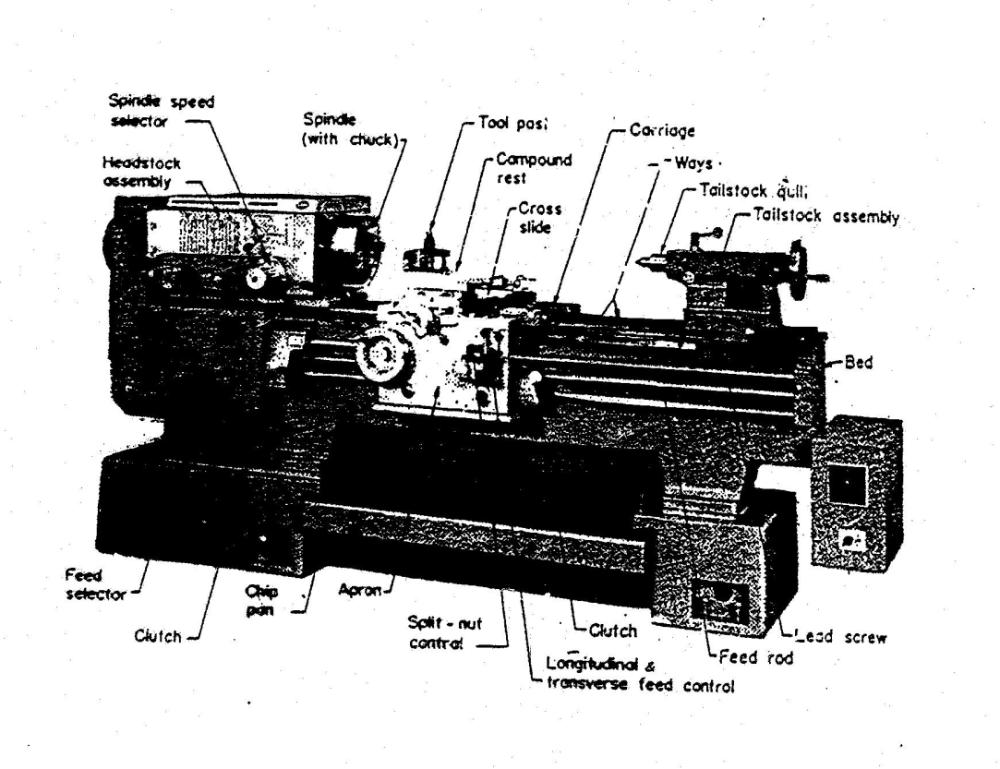 Spindle speed
selector
Headstock
assembly
Spindle
(with chuck)
Tool post
Compound
rest
Cross
slide
Carriage
Ways
Tailstock quill
Tailstock assembly
Bed
Feed
selector
Clutch
Chip
pan
Apron
Split-nut
control
Clutch
Longitudinal &
transverse feed control
Feed rod
Lead screw